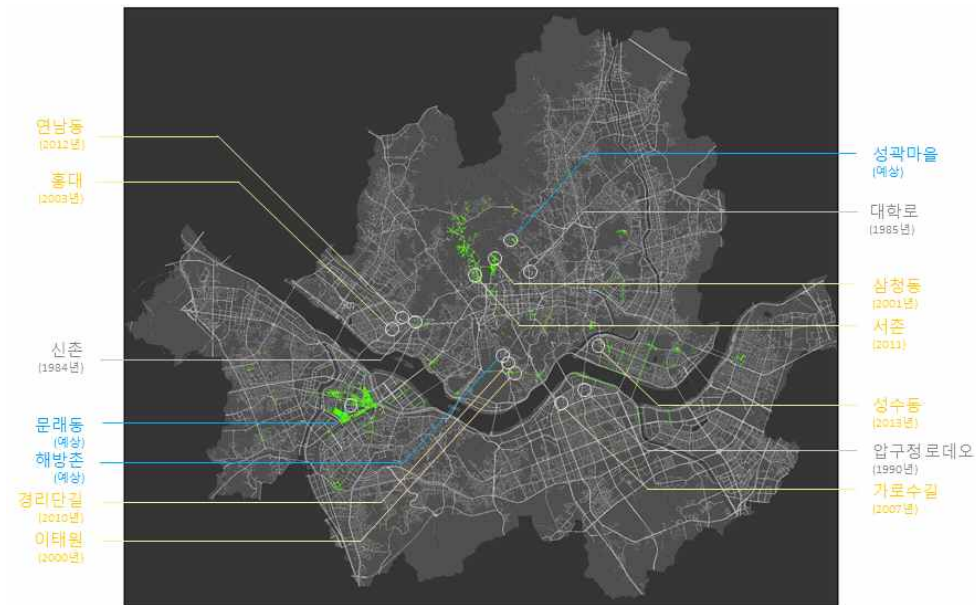 연남동
(2012년)
홍대
(2003년)
신촌
(1984년)
문래동
(예상)
해방촌
(예상)
경리단길
(2010년)
이태원
(2000년)
성곽마을
(예상)
대학로
(1985년)
삼청동
(2001년)
서촌
(2011)
성수동
(2013년)
압구정로데오
(1990년)
가로수길
(2007년)